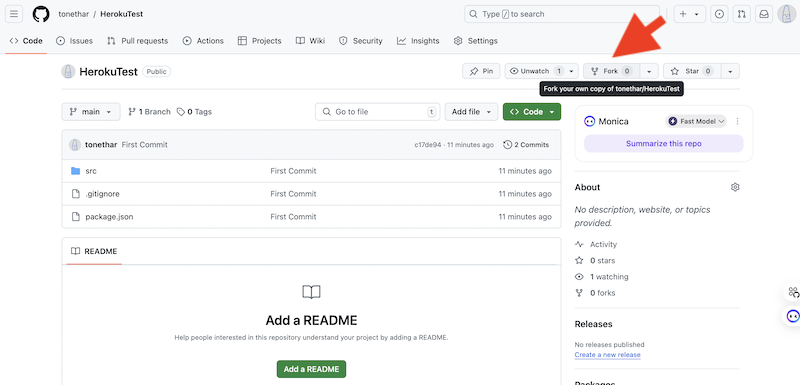 tonethar / HerokuTest
Type / to search
Code Issues Pull requests Actions Projects Wiki Security Insights Settings
HerokuTest Public
Pin Unwatch 1 Fork 0 Star 0
Fork your own copy of tonethar/HerokuTest
main 1 Branch 0 Tags Go to file t Add file Code
tonethar First Commit c17de94 · 11 minutes ago 2 Commits
src First Commit 11 minutes ago
.gitignore First Commit 11 minutes ago
package.json First Commit 11 minutes ago
README
Add a README
Help people interested in this repository understand your project by adding a README.
Add a README
Monica Fast Model
Summarize this repo
About
No description, website, or topics
provided.
Activity
0 stars
1 watching
0 forks
Releases
No releases published
Create a new release
Packages